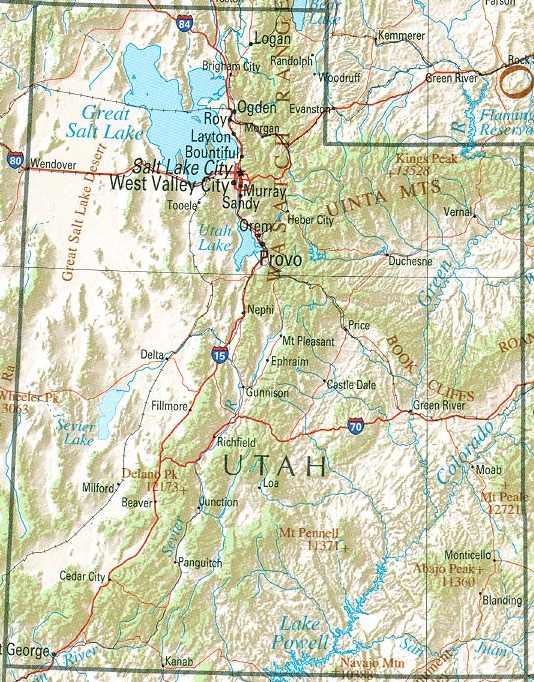 Parson
84
Logan
Bear
Lake
Kemmerer
Randolph
Rock S
Brigham City
Woodruff
Green River
RANGE
Great
Salt Lake
Ogden
Evanston
Roy
Morgan
Layton
Flaming
Reserva
Bountiful
R
80
Wendover
Salt Lake City
Kings Peak
13528
West Valley City
Murray
UINTA MTS
Tooele
Sandy
Great Salt Lake Desert
Heber City
Vernal
Orem
Utah
Lake
WASATCH
Provo
Duchesne
Green
Nephi
Price
Mt Pleasant
BOOK
CLIFFS
ROAN
Delta
15
Ephraim
Ra
Castle Dale
Wheeler Pk
3063
Gunnison
Fillmore
R
Green River
Sevier
Lake
70
Richfield
Colorado
UTAH
Delano Pk
12173
Milford
Loa
Moab
Beaver
Junction
Mt Peale
12721
Sevier
Mt Pennell
11371
Panguitch
Monticello
Abajo Peak
11360
Cedar City
Blanding
Lake
Powell
t George
River
Kanab
San
Juan
Navajo Mtn
10388